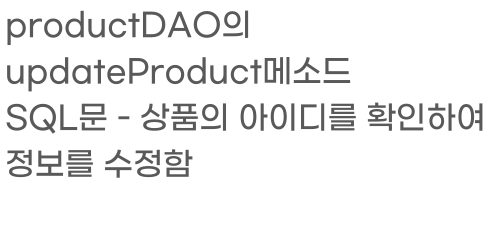 productDAO의
updateProduct메소드
SQL문 - 상품의 아이디를 확인하여
정보를 수정함